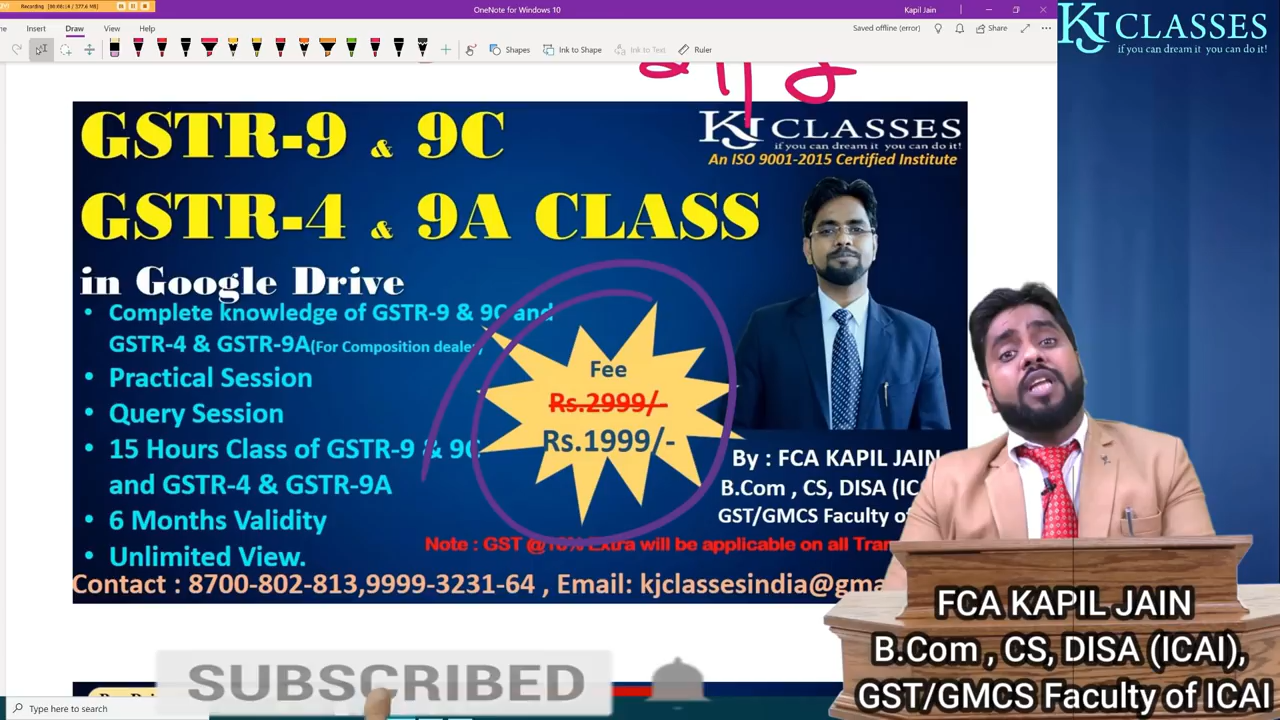 Recording
OneNote for Windows 10
Kapil Jain
Insert Draw View Help
Saved offline (error)
Share
Shapes
Ink to Shape
Ink to Text
Ruler
KJ CLASSES
if you can dream it you can do it!
GSTR-9 & 9C
GSTR-4 & 9A CLASS
in Google Drive
KJ CLASSES
if you can dream it you can do it!
An ISO 9001-2015 Certified Institute
• Complete knowledge of GSTR-9 & 9C and
GSTR-4 & GSTR-9A(For Composition dealer)
• Practical Session
• Query Session
• 15 Hours Class of GSTR-9 & 9C
and GSTR-4 & GSTR-9A
• 6 Months Validity
• Unlimited View.
Fee
Rs.2999/-
Rs.1999/-
By : FCA KAPIL JAIN
B.Com , CS, DISA (IC
GST/GMCS Faculty of
Note : GST @18% Extra will be applicable on all Tran
Contact : 8700-802-813,9999-3231-64 , Email: kjclassesindia@gma
FCA KAPIL JAIN
B.Com , CS, DISA (ICAI),
GST/GMCS Faculty of ICAI
SUBSCRIBED
Type here to search